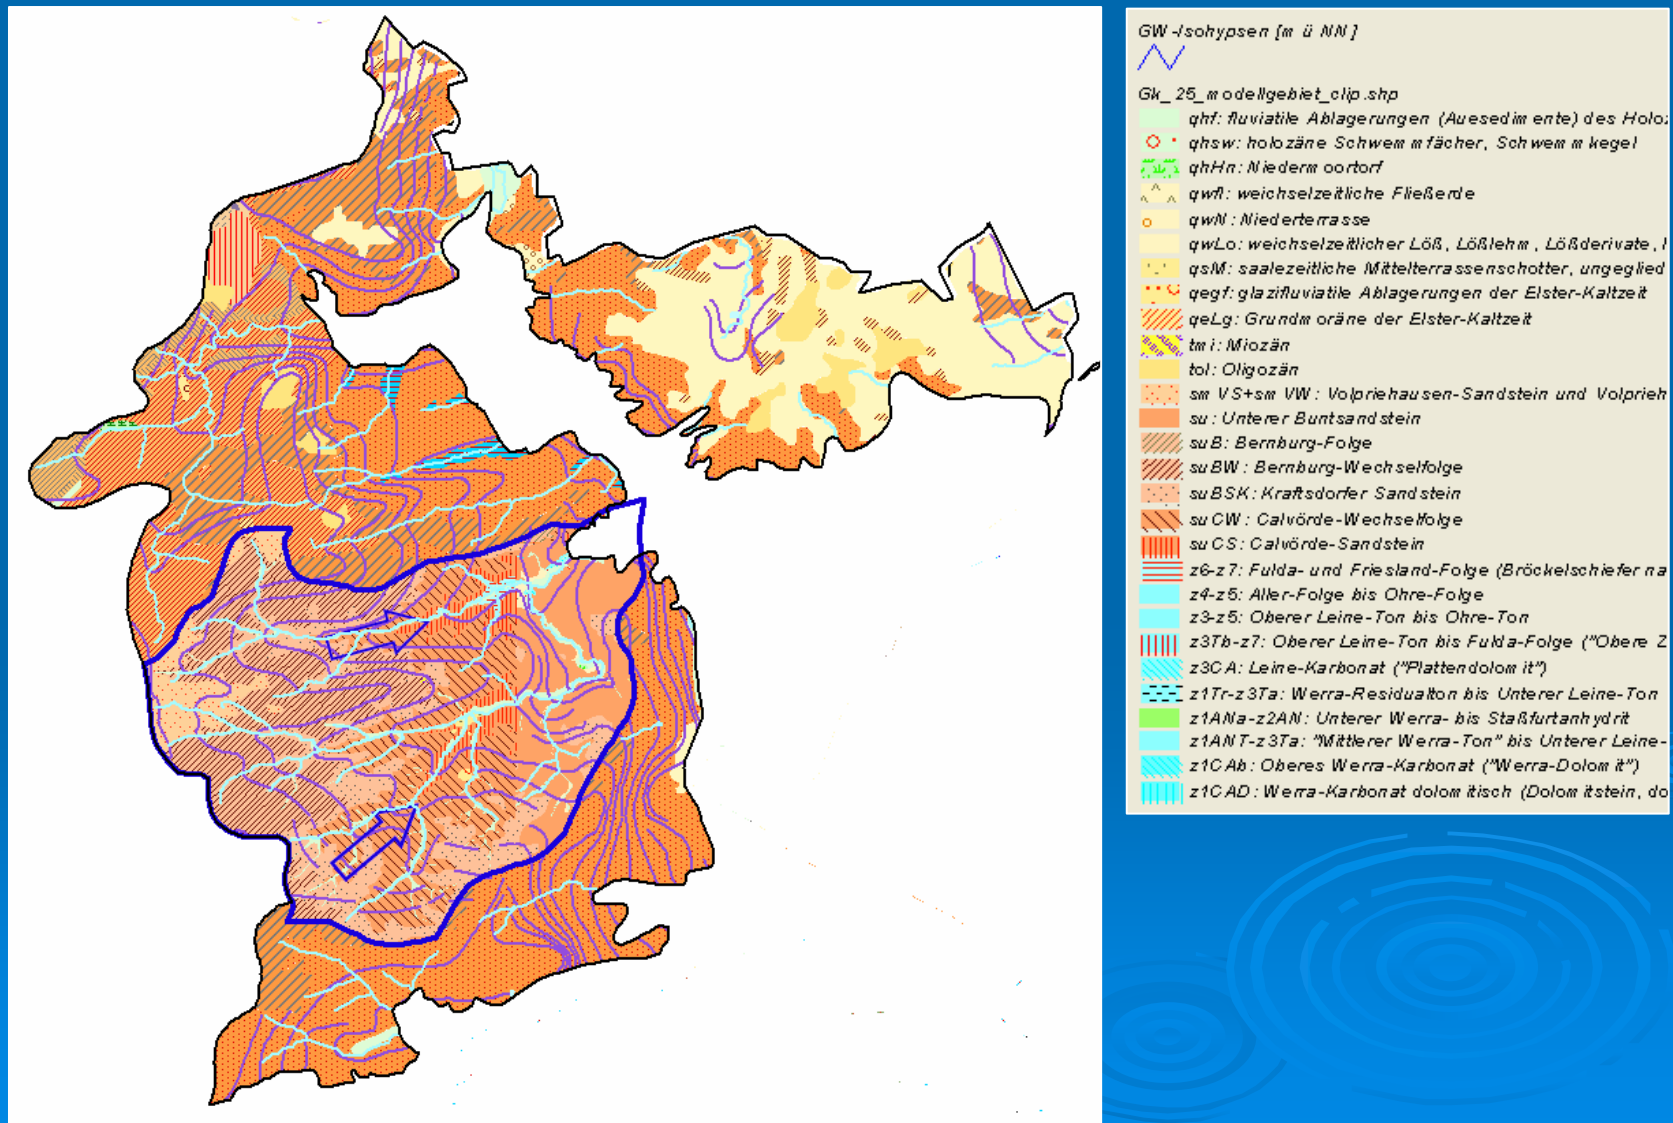 GW-Isohypsen [m ü NN]
Gk_25_modellgebiet_clip.shp
qhf: fluviatile Ablagerungen (Auesedimente) des Holoz
qhsw: holozäne Schwemmfächer, Schwemmkegel
qhHn: Niedermoortorf
qwfl: weichselzeitliche Fließerde
qwN: Niederterrasse
qwLo: weichselzeitlicher Löß, Lößlehm, Lößderivate, l
qsM: saalezeitliche Mittelterrassenschotter, ungeglied
qegf: glazifluviatile Ablagerungen der Elster-Kaltzeit
qeLg: Grundmoräne der Elster-Kaltzeit
tmi: Miozän
tol: Oligozän
smVS+smVW: Volpriehausen-Sandstein und Volprieh
su: Unterer Buntsandstein
suB: Bernburg-Folge
suBW: Bernburg-Wechselfolge
suBSK: Kraftsdorfer Sandstein
suCW: Calvörde-Wechselfolge
suCS: Calvörde-Sandstein
z6-z7: Fulda- und Friesland-Folge (Bröckelschiefer na
z4-z5: Aller-Folge bis Ohre-Folge
z3-z5: Oberer Leine-Ton bis Ohre-Ton
z3Tb-z7: Oberer Leine-Ton bis Fulda-Folge ("Obere Z
z3CA: Leine-Karbonat ("Plattendolomit")
z1Tr-z3Ta: Werra-Residualton bis Unterer Leine-Ton
z1ANa-z2AN: Unterer Werra- bis Staßfurtanhydrit
z1ANT-z3Ta: "Mittlerer Werra-Ton" bis Unterer Leine-
z1CAb: Oberes Werra-Karbonat ("Werra-Dolomit")
z1CAD: Werra-Karbonat dolomitisch (Dolomitstein, do